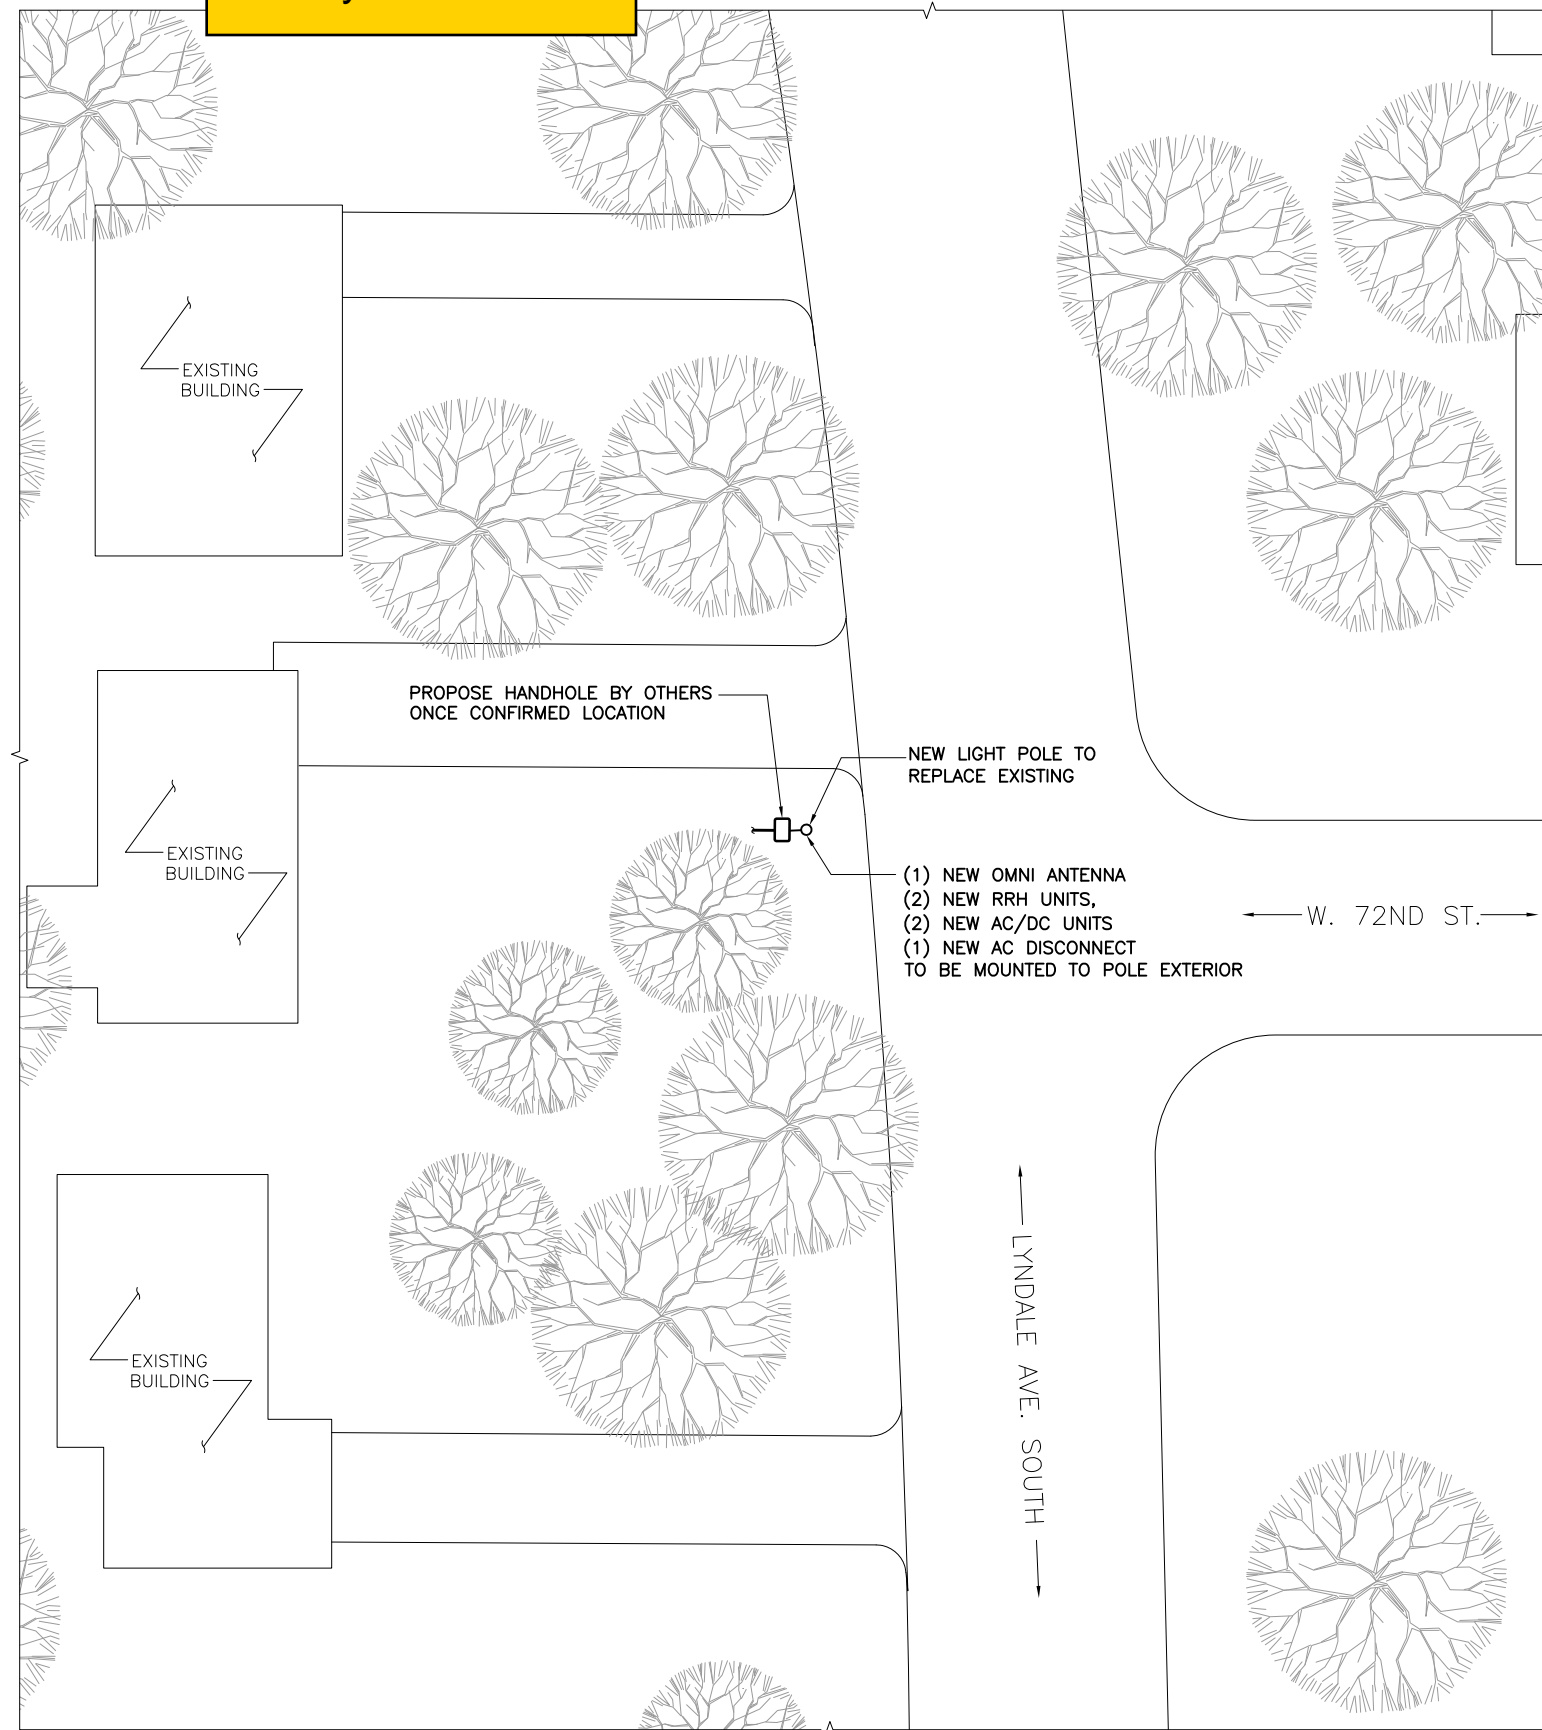 EXISTING
BUILDING
PROPOSE HANDHOLE BY OTHERS
ONCE CONFIRMED LOCATION
NEW LIGHT POLE TO
REPLACE EXISTING
EXISTING
BUILDING
(1) NEW OMNI ANTENNA
(2) NEW RRH UNITS,
(2) NEW AC/DC UNITS
(1) NEW AC DISCONNECT
TO BE MOUNTED TO POLE EXTERIOR
W. 72ND ST.
LYNDALE AVE. SOUTH
EXISTING
BUILDING